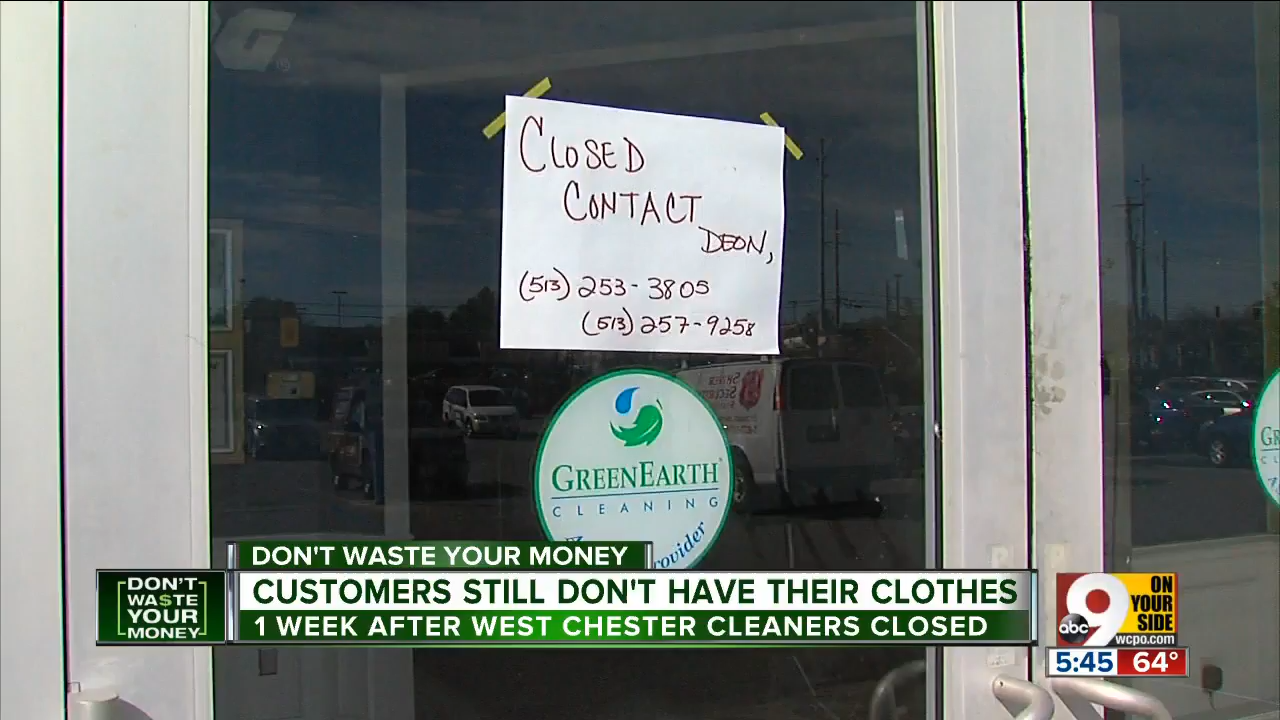 CLOSED
CONTACT
DEON,
(513) 253-3805
(513) 257-9258
GREENEARTH®
CLEANING
rovider
DON'T WASTE YOUR MONEY
DON'T
WA$TE
YOUR
MONEY
CUSTOMERS STILL DON'T HAVE THEIR CLOTHES
1 WEEK AFTER WEST CHESTER CLEANERS CLOSED
abc 9 ON YOUR SIDE
wcpo.com
5:45 64°